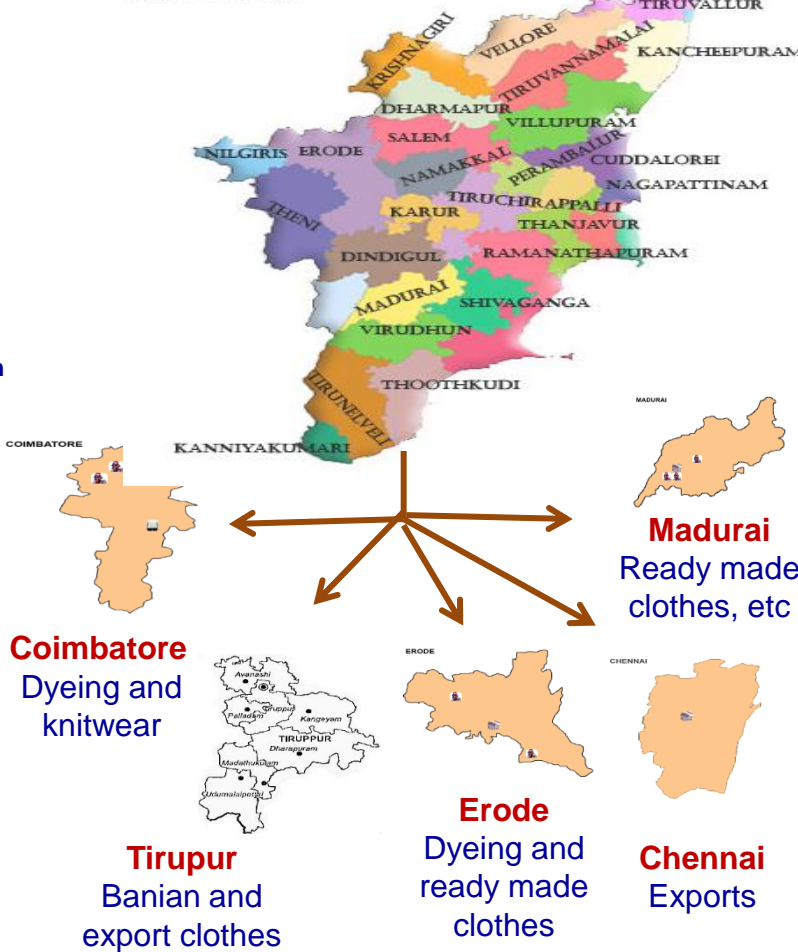 TIRUVALLUR
VELLORE
KRISHNAGIRI
TIRUVANNAMALAI
KANCHEEPURAM
DHARMAPUR
VILLUPURAM
SALEM
NILGIRIS
ERODE
NAMAKKAL
PERAMBALUR
CUDDALOREI
NAGAPATTINAM
THENI
KARUR
TIRUCHIRAPPALLI
THANJAVUR
DINDIGUL
RAMANATHAPURAM
MADURAI
SHIVAGANGA
VIRUDHUN
TIRUNELVELI
THOOTHKUDI
KANNIYAKUMARI
COIMBATORE
MADURAI
Madurai
Ready made
clothes, etc
Coimbatore
Dyeing and
knitwear
Avanashi
Tiruppur
Palladam
Kangeyam
TIRUPPUR
Dharapuram
Madathukulam
Tirupur
Banian and
export clothes
ERODE
Erode
Dyeing and
ready made
clothes
CHENNAI
Chennai
Exports